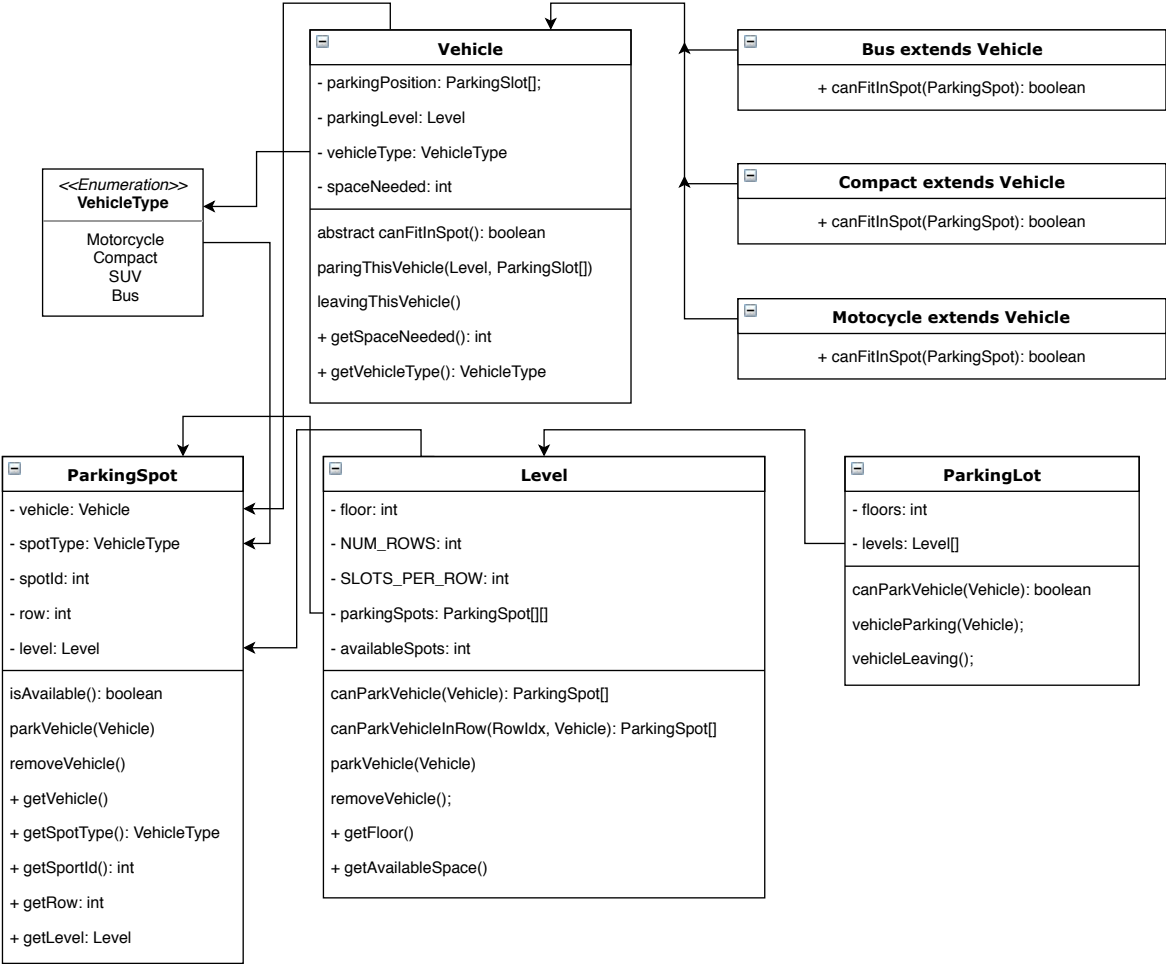 Vehicle
- parkingPosition: ParkingSlot[];
- parkingLevel: Level
- vehicleType: VehicleType
- spaceNeeded: int
abstract canFitInSpot(): boolean
paringThisVehicle(Level, ParkingSlot[])
leavingThisVehicle()
+ getSpaceNeeded(): int
+ getVehicleType(): VehicleType
Bus extends Vehicle
+ canFitInSpot(ParkingSpot): boolean
Compact extends Vehicle
+ canFitInSpot(ParkingSpot): boolean
Motocycle extends Vehicle
+ canFitInSpot(ParkingSpot): boolean
<<Enumeration>>
VehicleType
Motorcycle
Compact
SUV
Bus
ParkingSpot
- vehicle: Vehicle
- spotType: VehicleType
- spotId: int
- row: int
- level: Level
isAvailable(): boolean
parkVehicle(Vehicle)
removeVehicle()
+ getVehicle()
+ getSpotType(): VehicleType
+ getSportId(): int
+ getRow: int
+ getLevel: Level
Level
- floor: int
- NUM_ROWS: int
- SLOTS_PER_ROW: int
- parkingSpots: ParkingSpot[][]
- availableSpots: int
canParkVehicle(Vehicle): ParkingSpot[]
canParkVehicleInRow(RowIdx, Vehicle): ParkingSpot[]
parkVehicle(Vehicle)
removeVehicle();
+ getFloor()
+ getAvailableSpace()
ParkingLot
- floors: int
- levels: Level[]
canParkVehicle(Vehicle): boolean
vehicleParking(Vehicle);
vehicleLeaving();